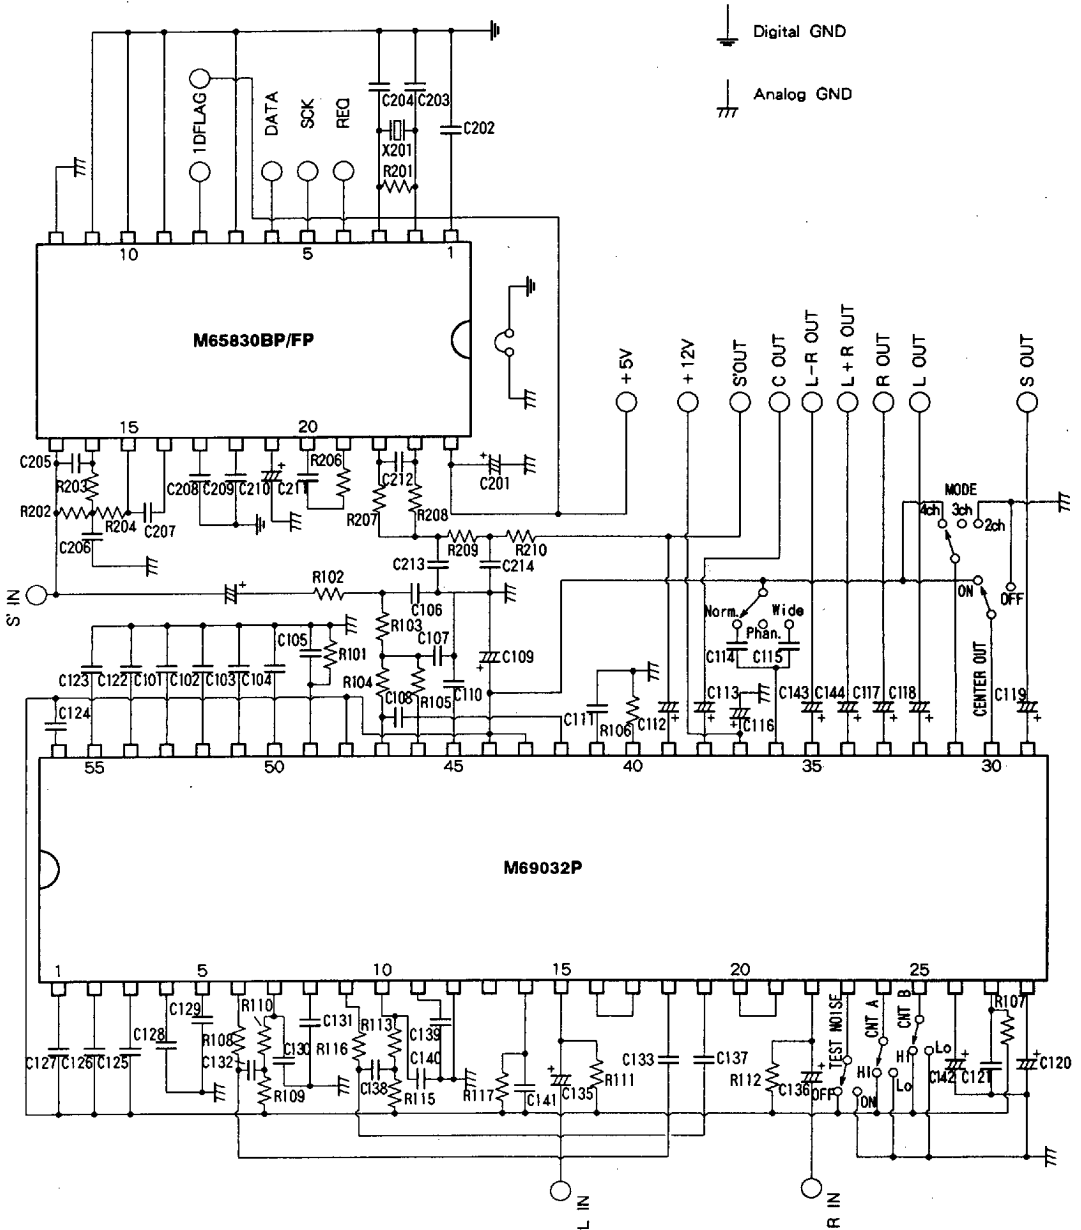 Digital GND
Analog GND
1DFLAG
DATA
SCK
REQ
C204
C203
X201
C202
R201
10
5
1
M65830BP/FP
15
20
+5V
+12V
S'OUT
C OUT
L-R OUT
L+R OUT
R OUT
L OUT
S OUT
C205
R203
R202
R204
C206
C207
C208
C209
C210
C211
R206
C212
R207
R208
C201
R209
R210
C213
C214
MODE
4ch
3ch
2ch
ON
OFF
CENTER OUT
S' IN
R102
C106
R103
C107
Norm.
Wide
Phan.
C114
C115
C105
R101
R104
C108
R105
C110
C109
C123
C122
C101
C102
C103
C104
C124
C111
R106
C112
C113
C116
C143
C144
C117
C118
C119
55
50
45
40
35
30
M69032P
1
5
10
15
20
25
C127
C126
C125
C128
C129
R108
R110
C132
C130
R109
C131
R116
R113
C138
C139
C140
R115
R117
C141
C135
R111
C133
C137
R112
C136
TEST NOISE
OFF
ON
CNT A
Hi
Lo
CNT B
Hi
Lo
C142
C121
R107
C120
L IN
R IN